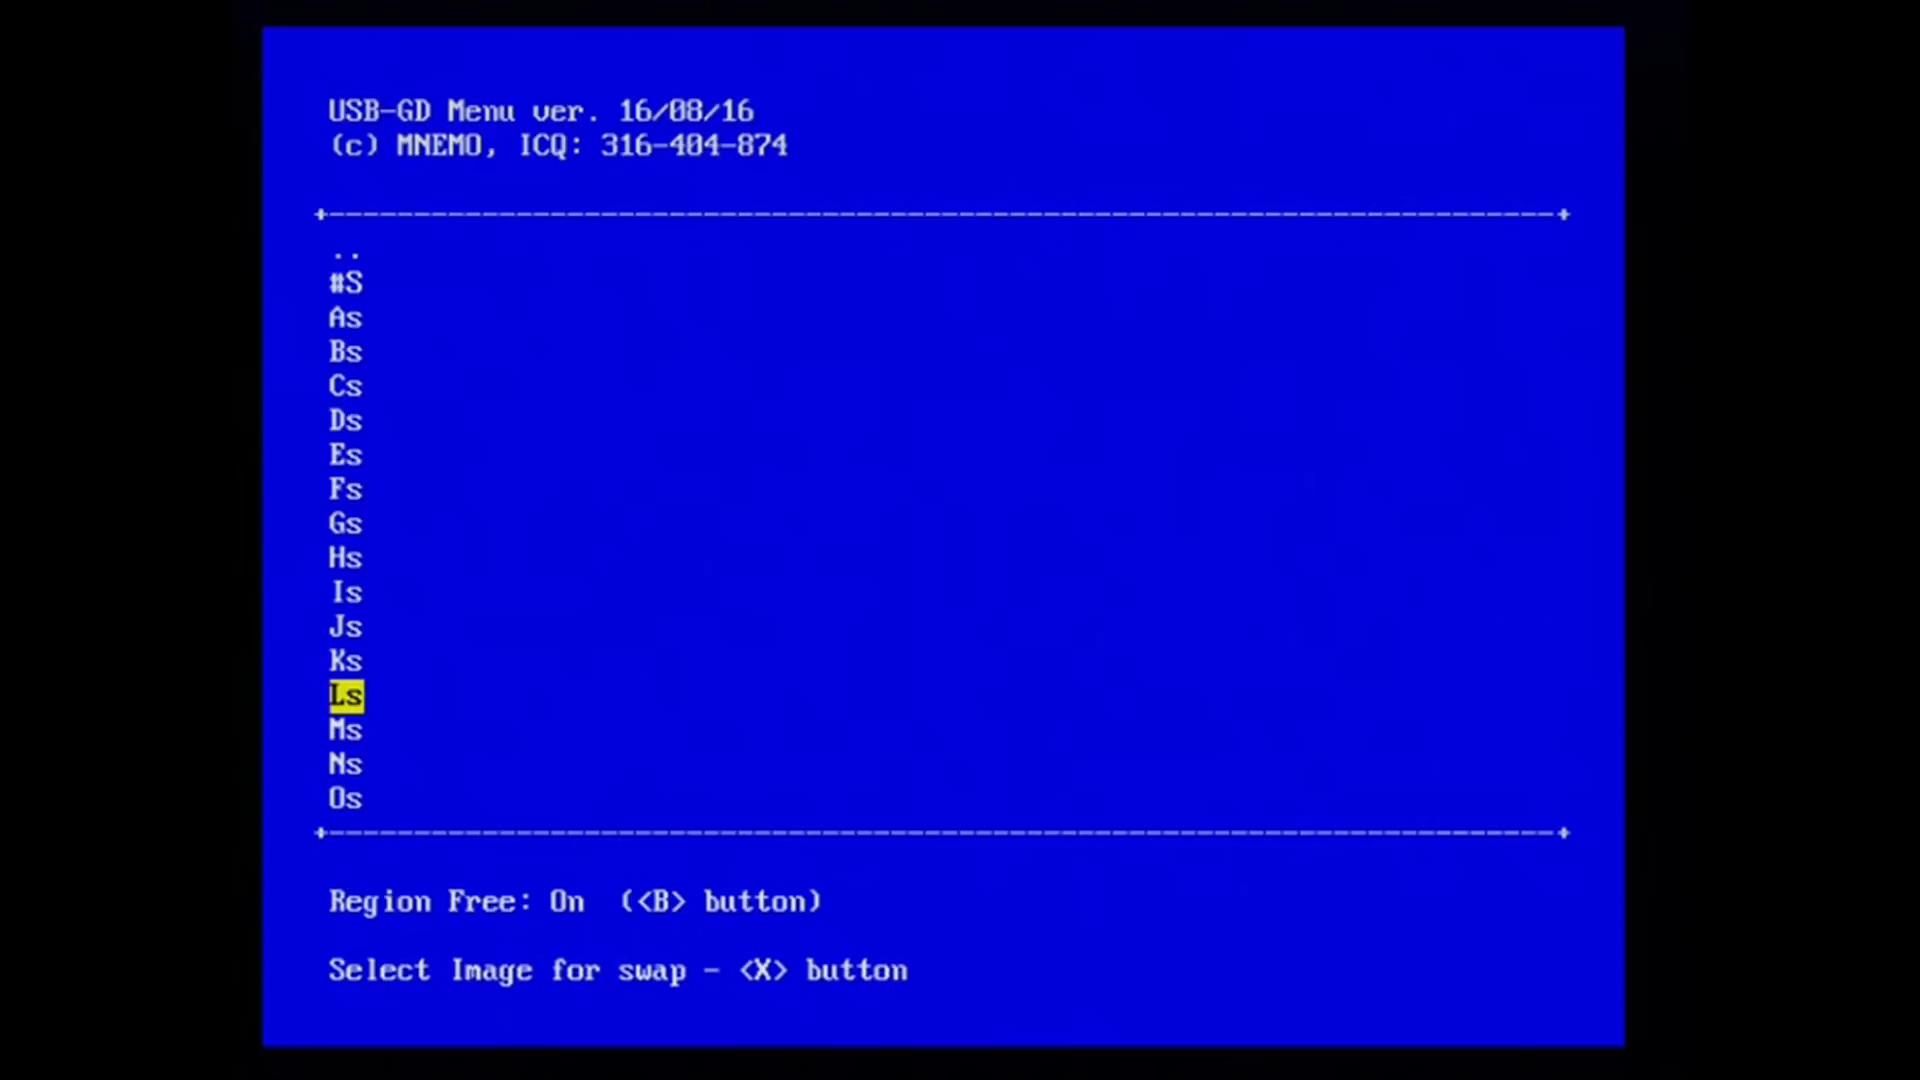 USB-GD Menu ver. 16/08/16
(c) MNEMO, ICQ: 316-404-874
..
#S
As
Bs
Cs
Ds
Es
Fs
Gs
Hs
Is
Js
Ks
Ls
Ms
Ns
Os
Region Free: On (<B> button)
Select Image for swap - <X> button